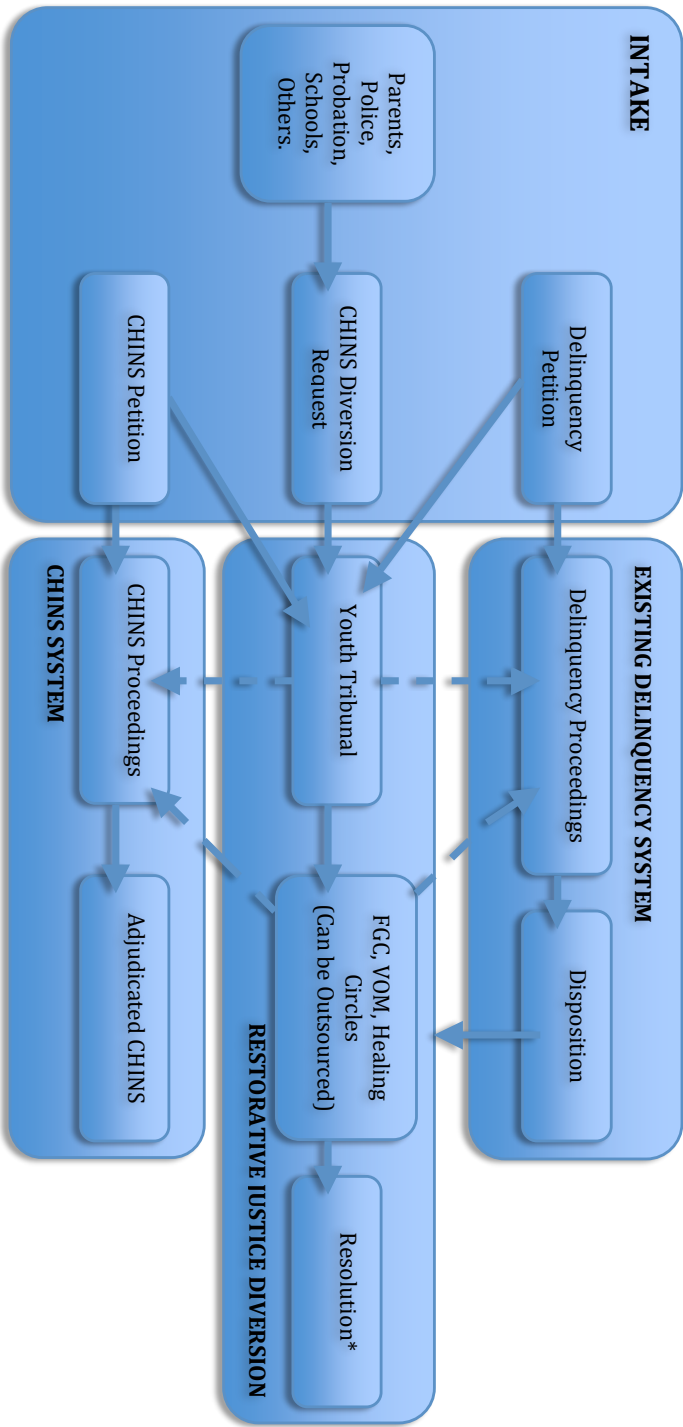 INTAKE
Delinquency
Petition
Parents,
Police,
Probation,
Schools,
Others.
CHINS Diversion
Request
CHINS Petition
EXISTING DELINQUENCY SYSTEM
Delinquency Proceedings
Disposition
Youth Tribunal
FGC, VOM, Healing
Circles
(Can be Outsourced)
Resolution*
RESTORATIVE JUSTICE DIVERSION
CHINS Proceedings
Adjudicated CHINS
CHINS SYSTEM